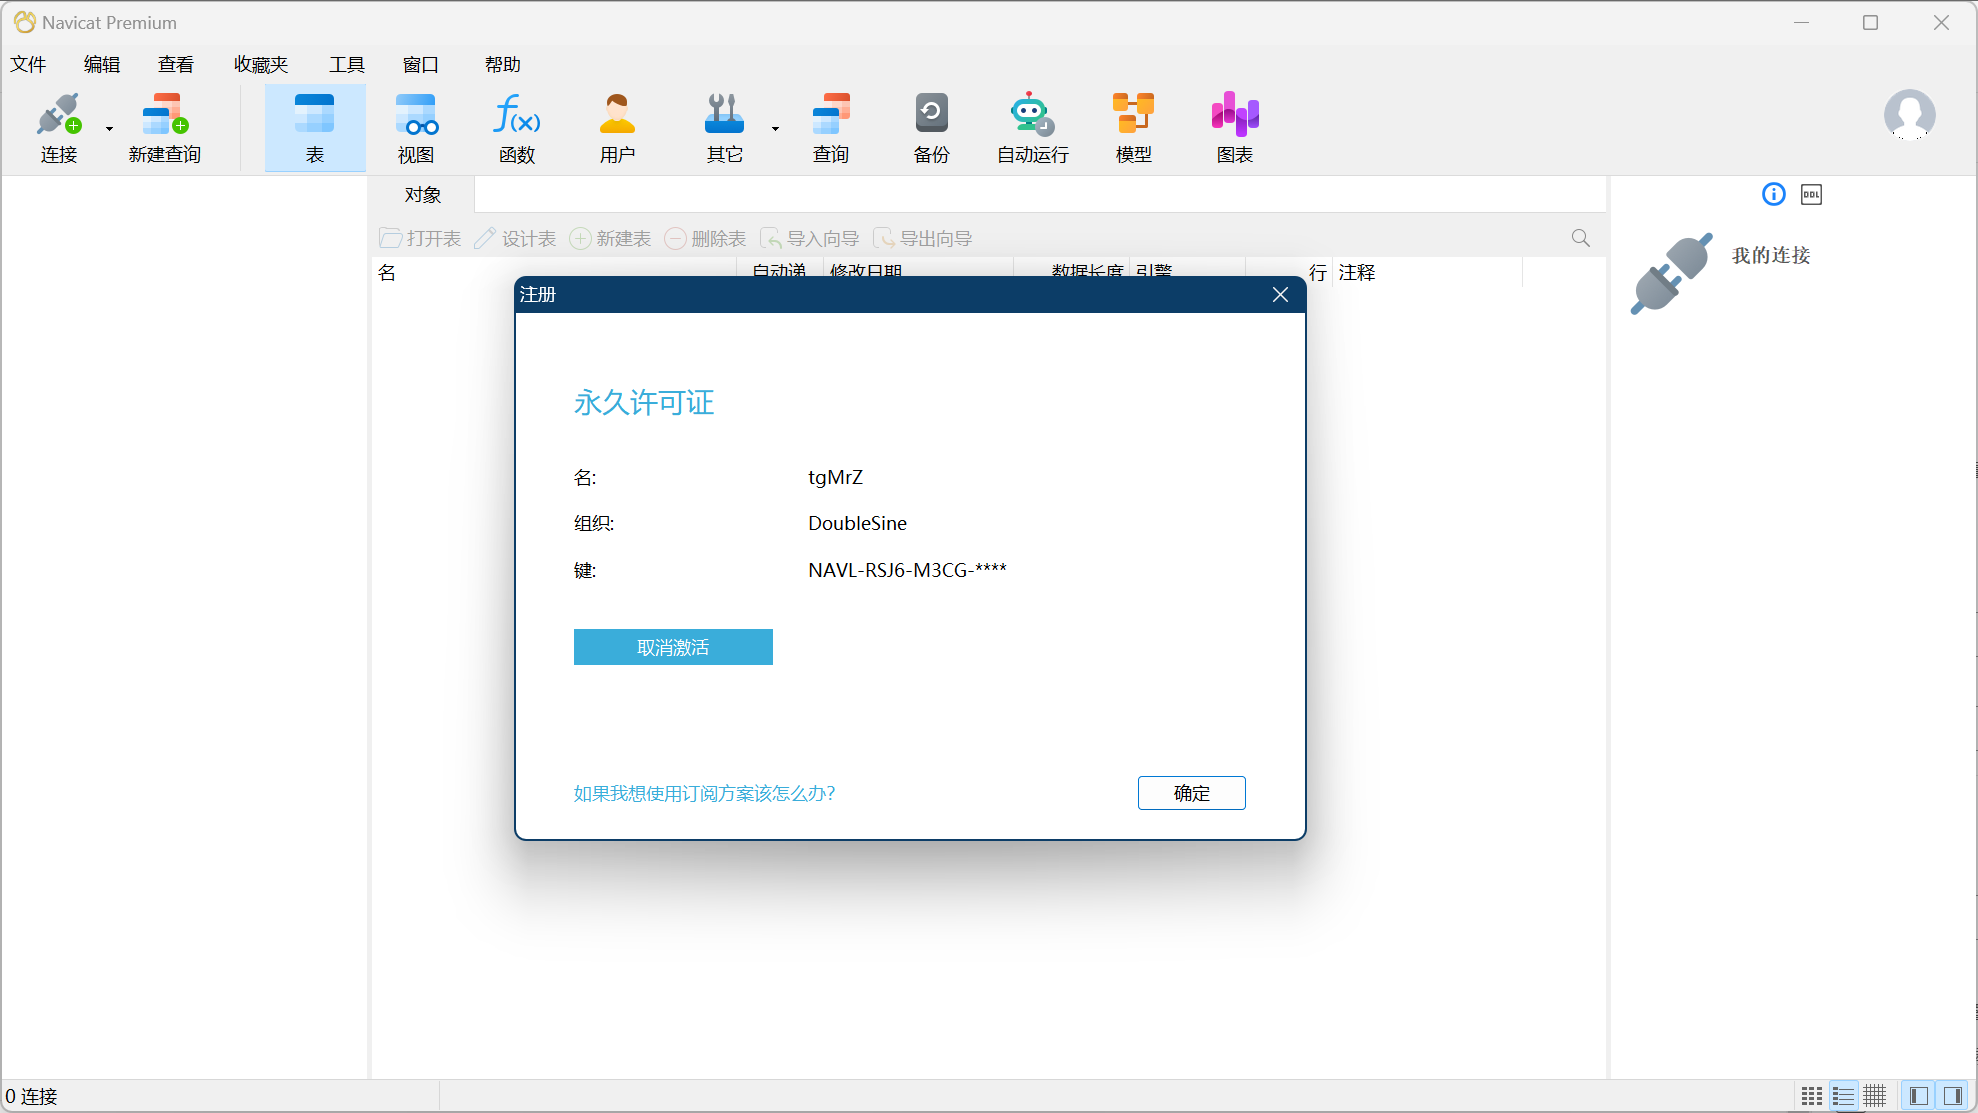 Navicat Premium
文件 编辑 查看 收藏夹 工具 窗口 帮助
连接 新建查询 表 视图 函数 用户 其它 查询 备份 自动运行 模型 图表
对象
DDL
打开表 设计表 新建表 删除表 导入向导 导出向导
我的连接
名 自动递 修改日期 数据长度 引擎 行 注释
注册
永久许可证
名: tgMrZ
组织: DoubleSine
键: NAVL-RSJ6-M3CG-****
取消激活
如果我想使用订阅方案该怎么办?
确定
0 连接